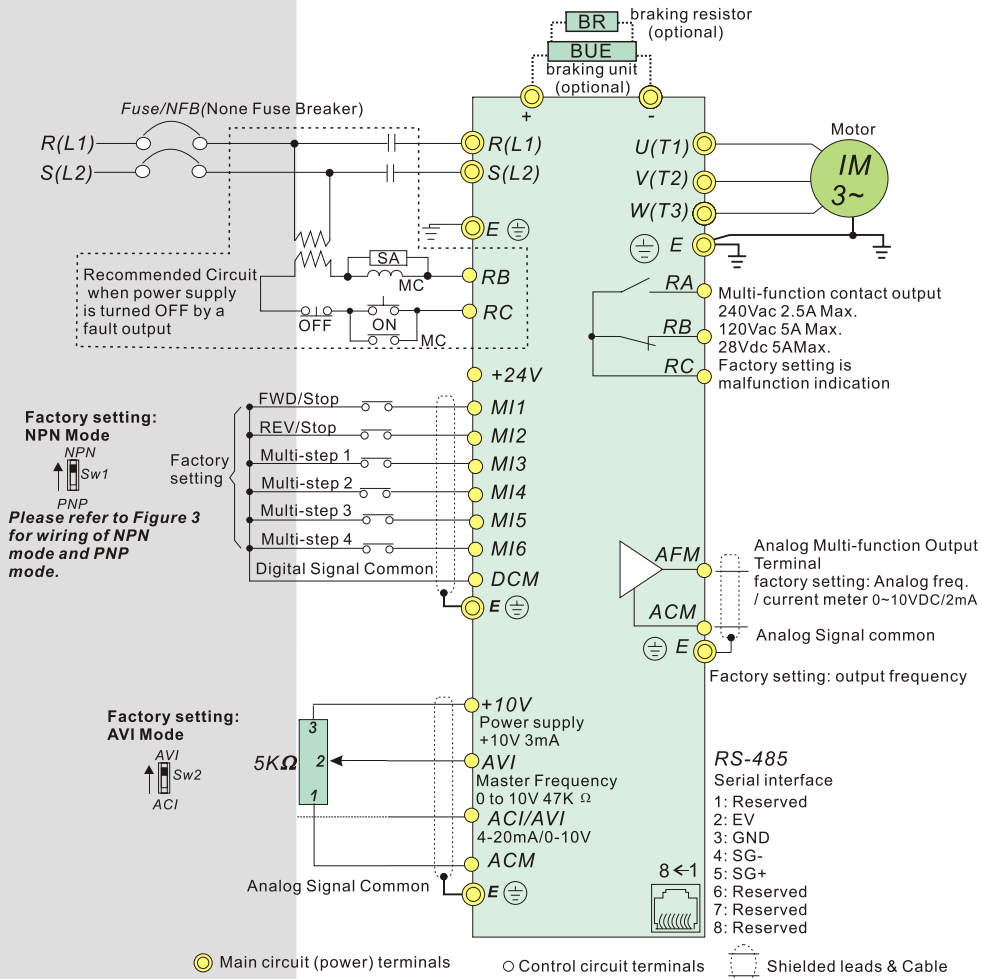 BR
braking resistor
(optional)
BUE
braking unit
(optional)
+
-
Fuse/NFB(None Fuse Breaker)
R(L1)
S(L2)
R(L1)
S(L2)
E
U(T1)
V(T2)
W(T3)
E
Motor
IM
3~
Recommended Circuit
when power supply
is turned OFF by a
fault output
SA
MC
OFF
ON
MC
RB
RC
RA
RB
RC
Multi-function contact output
240Vac 2.5A Max.
120Vac 5A Max.
28Vdc 5AMax.
Factory setting is
malfunction indication
+24V
FWD/Stop
MI1
REV/Stop
MI2
Multi-step 1
MI3
Multi-step 2
MI4
Multi-step 3
MI5
Multi-step 4
MI6
Digital Signal Common
DCM
E
Factory
setting
Factory setting:
NPN Mode
NPN
Sw1
PNP
Please refer to Figure 3
for wiring of NPN
mode and PNP
mode.
AFM
ACM
E
Analog Multi-function Output
Terminal
factory setting: Analog freq.
/ current meter 0~10VDC/2mA
Analog Signal common
Factory setting: output frequency
Factory setting:
AVI Mode
AVI
Sw2
ACI
5KΩ
3
2
1
+10V
Power supply
+10V 3mA
AVI
Master Frequency
0 to 10V 47K Ω
ACI/AVI
4-20mA/0-10V
ACM
Analog Signal Common
E
RS-485
Serial interface
1: Reserved
2: EV
3: GND
4: SG-
5: SG+
6: Reserved
7: Reserved
8: Reserved
8←1
Main circuit (power) terminals
Control circuit terminals
Shielded leads & Cable